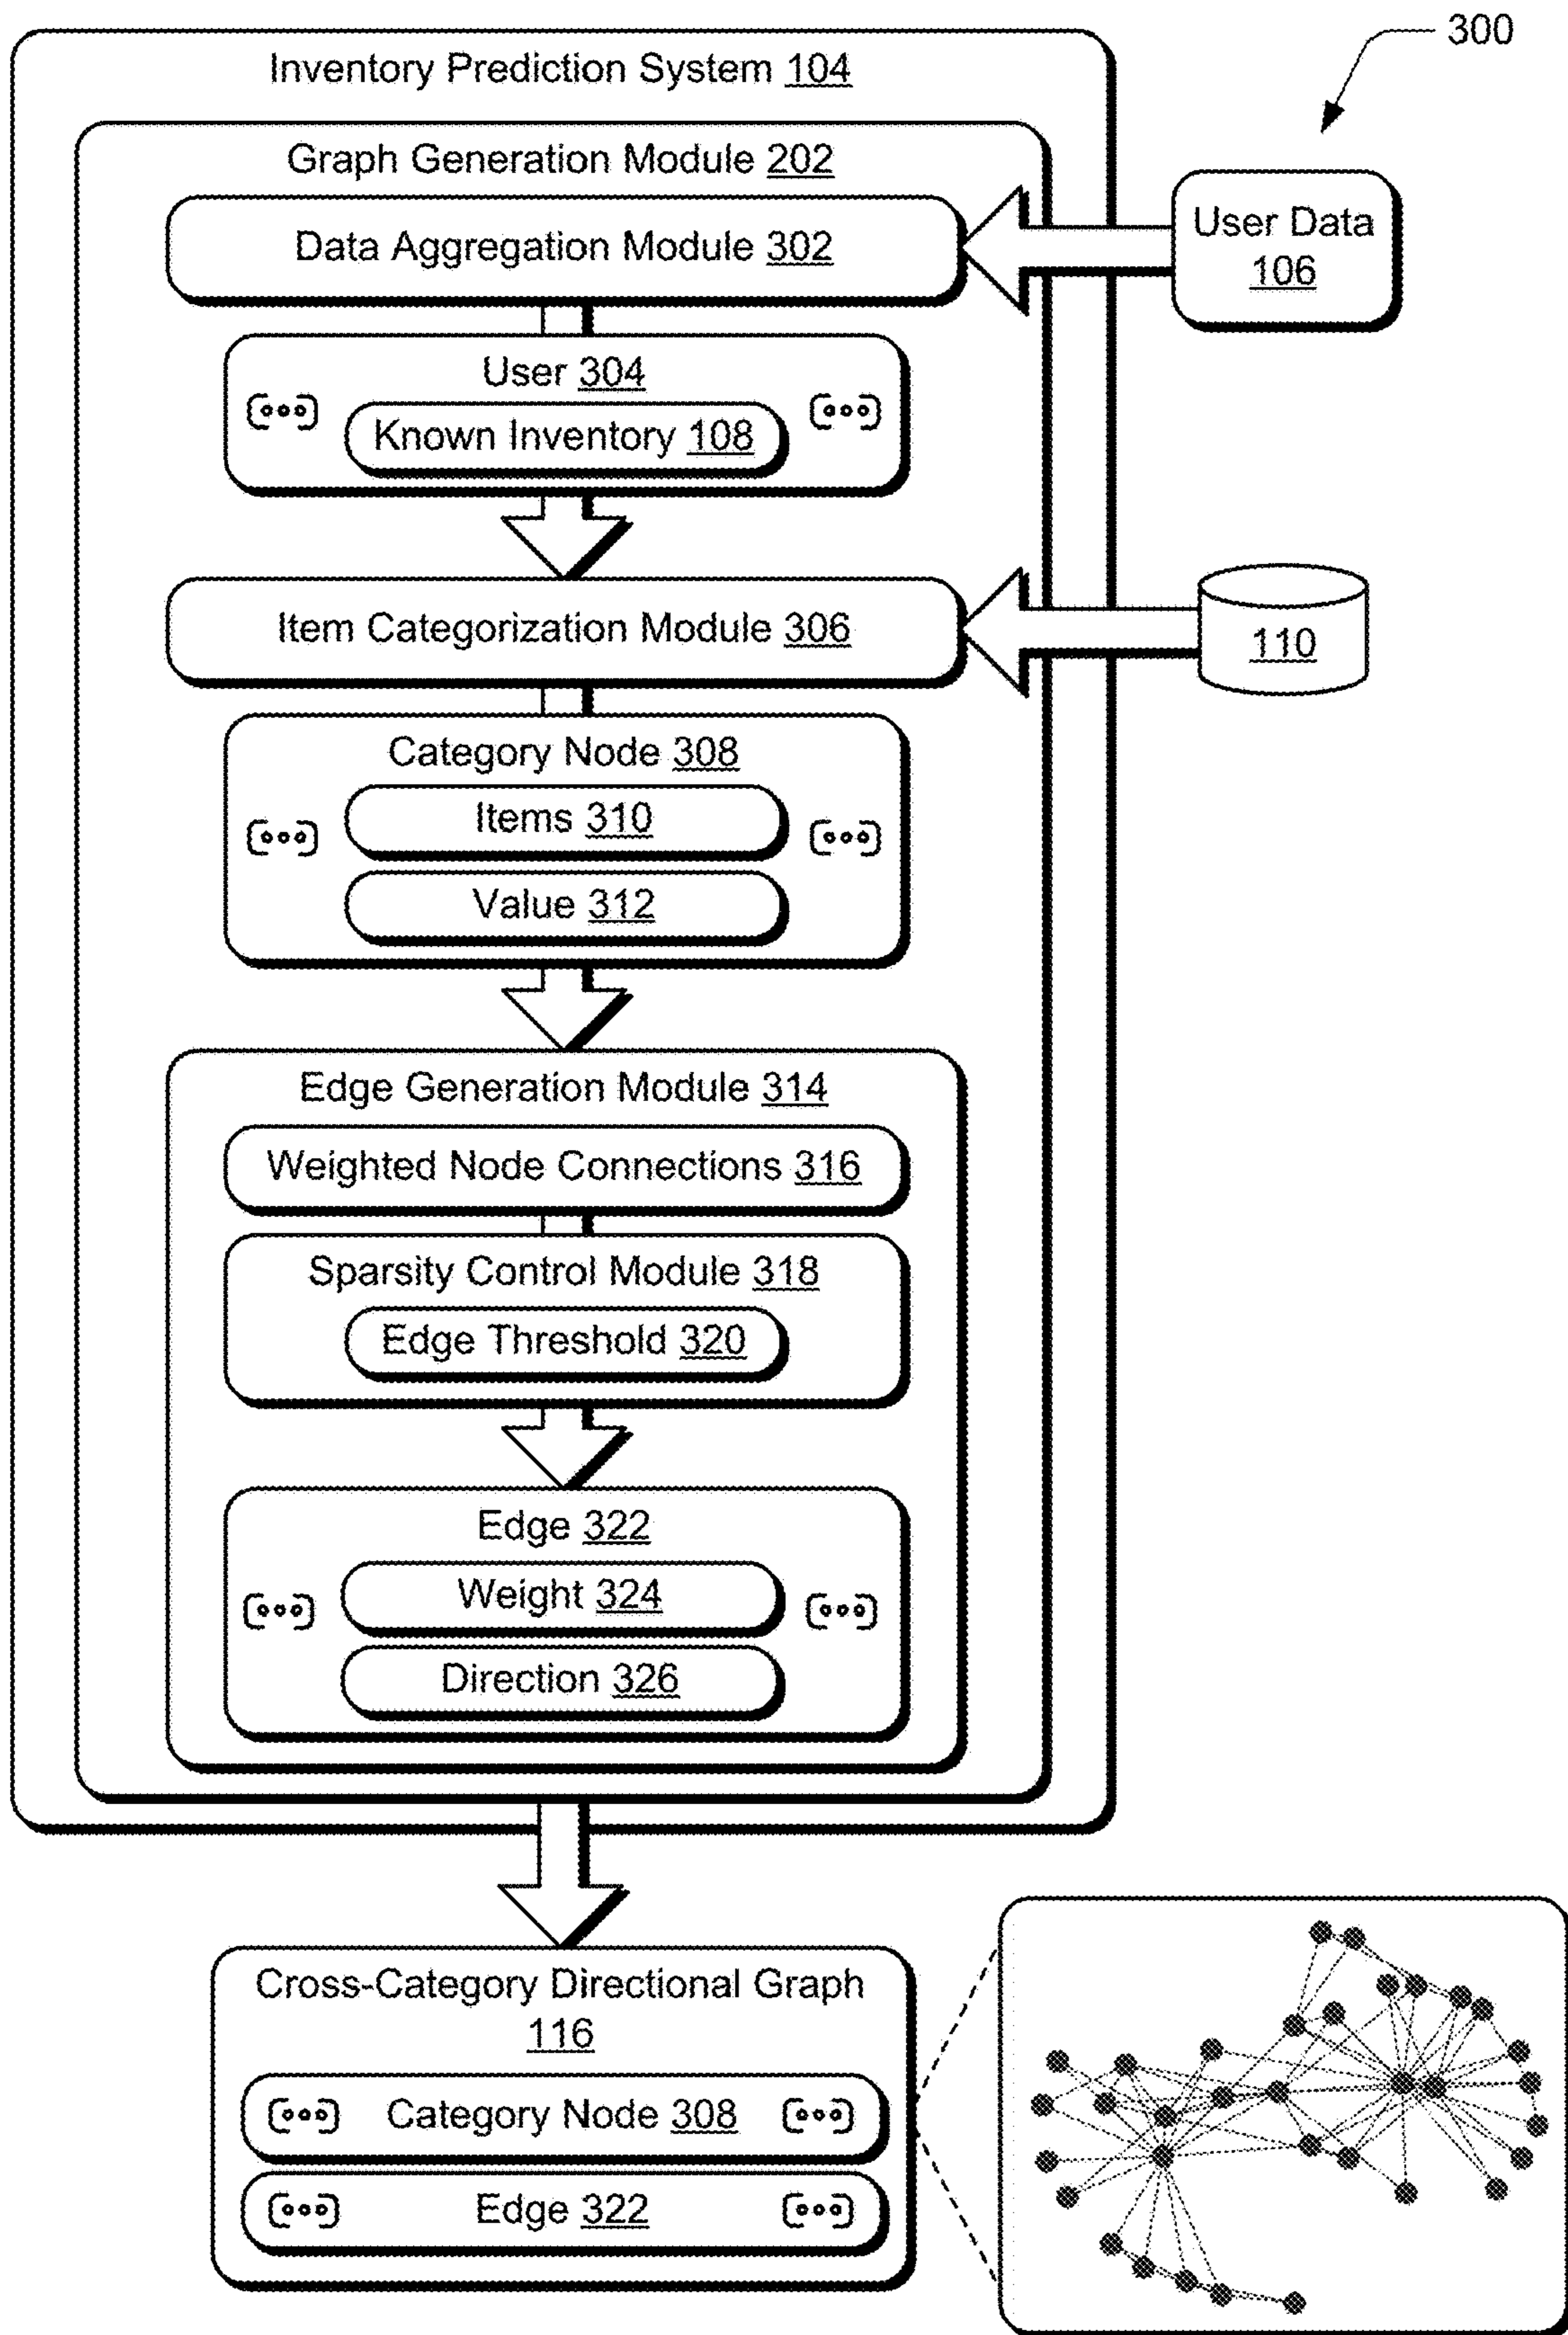 300
Inventory Prediction System 104
Graph Generation Module 202
Data Aggregation Module 302
User Data
106
User 304
Known Inventory 108
Item Categorization Module 306
110
Category Node 308
Items 310
Value 312
Edge Generation Module 314
Weighted Node Connections 316
Sparsity Control Module 318
Edge Threshold 320
Edge 322
Weight 324
Direction 326
Cross-Category Directional Graph
116
Category Node 308
Edge 322